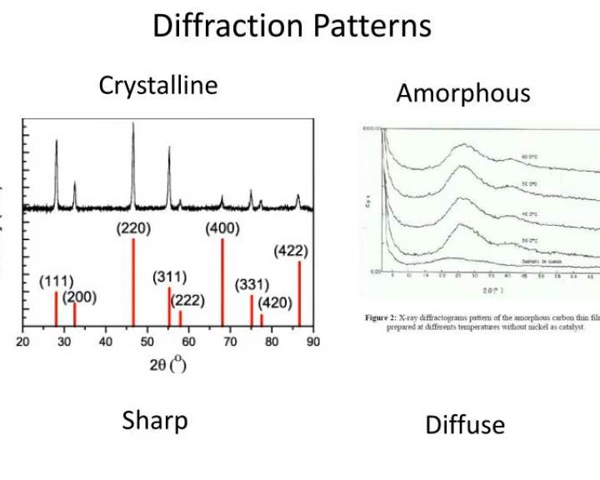 Diffraction Patterns
Crystalline
Amorphous
(220)
(400)
(422)
(111)
(311)
(331)
(200)
(222)
(420)
20 30 40 50 60 70 80 90
2θ (°)
Figure 2: X-ray diffractograms pattern of the amorphous carbon thin
prepared at differents temperatures without nickel as catalyst.
Sharp
Diffuse